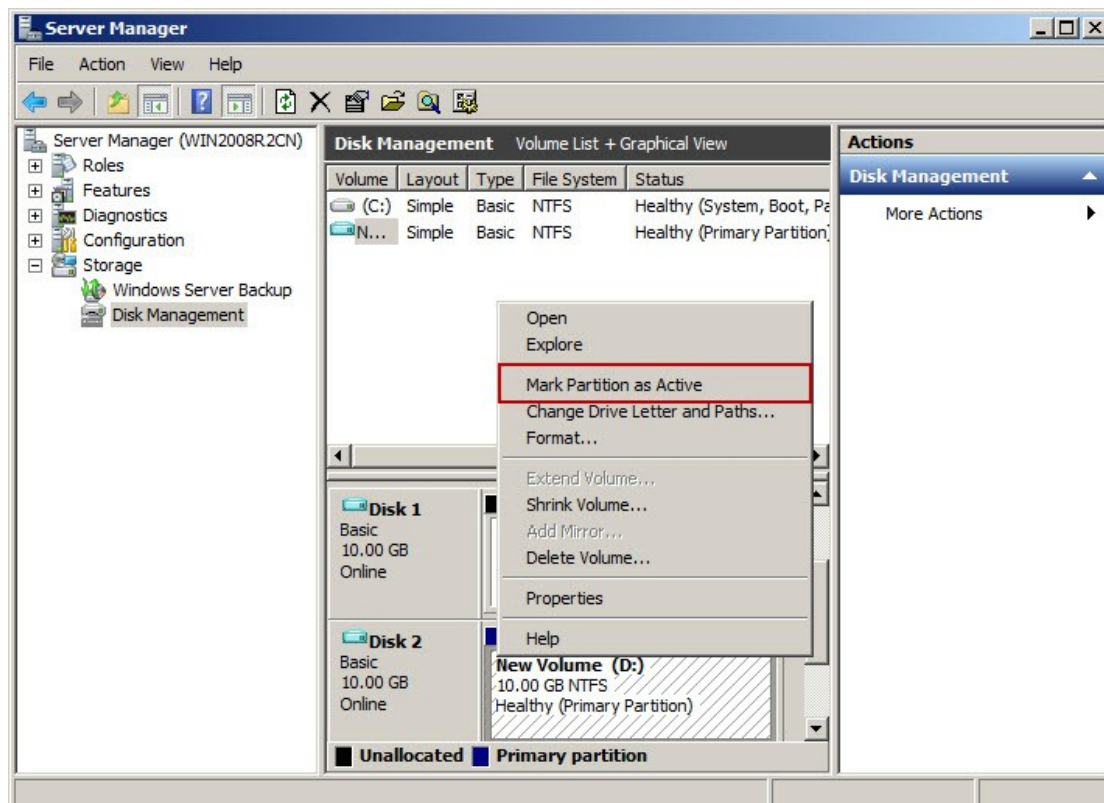 Server Manager
File Action View Help
Server Manager (WIN2008R2CN)
Roles
Features
Diagnostics
Configuration
Storage
Windows Server Backup
Disk Management
Disk Management Volume List + Graphical View
Volume Layout Type File System Status
(C:) Simple Basic NTFS Healthy (System, Boot, Pa
N... Simple Basic NTFS Healthy (Primary Partition)
Open
Explore
Mark Partition as Active
Change Drive Letter and Paths...
Format...
Extend Volume...
Shrink Volume...
Add Mirror...
Delete Volume...
Properties
Help
Disk 1
Basic
10.00 GB
Online
Disk 2
Basic
10.00 GB
Online
New Volume (D:)
10.00 GB NTFS
Healthy (Primary Partition)
Unallocated Primary partition
Actions
Disk Management
More Actions